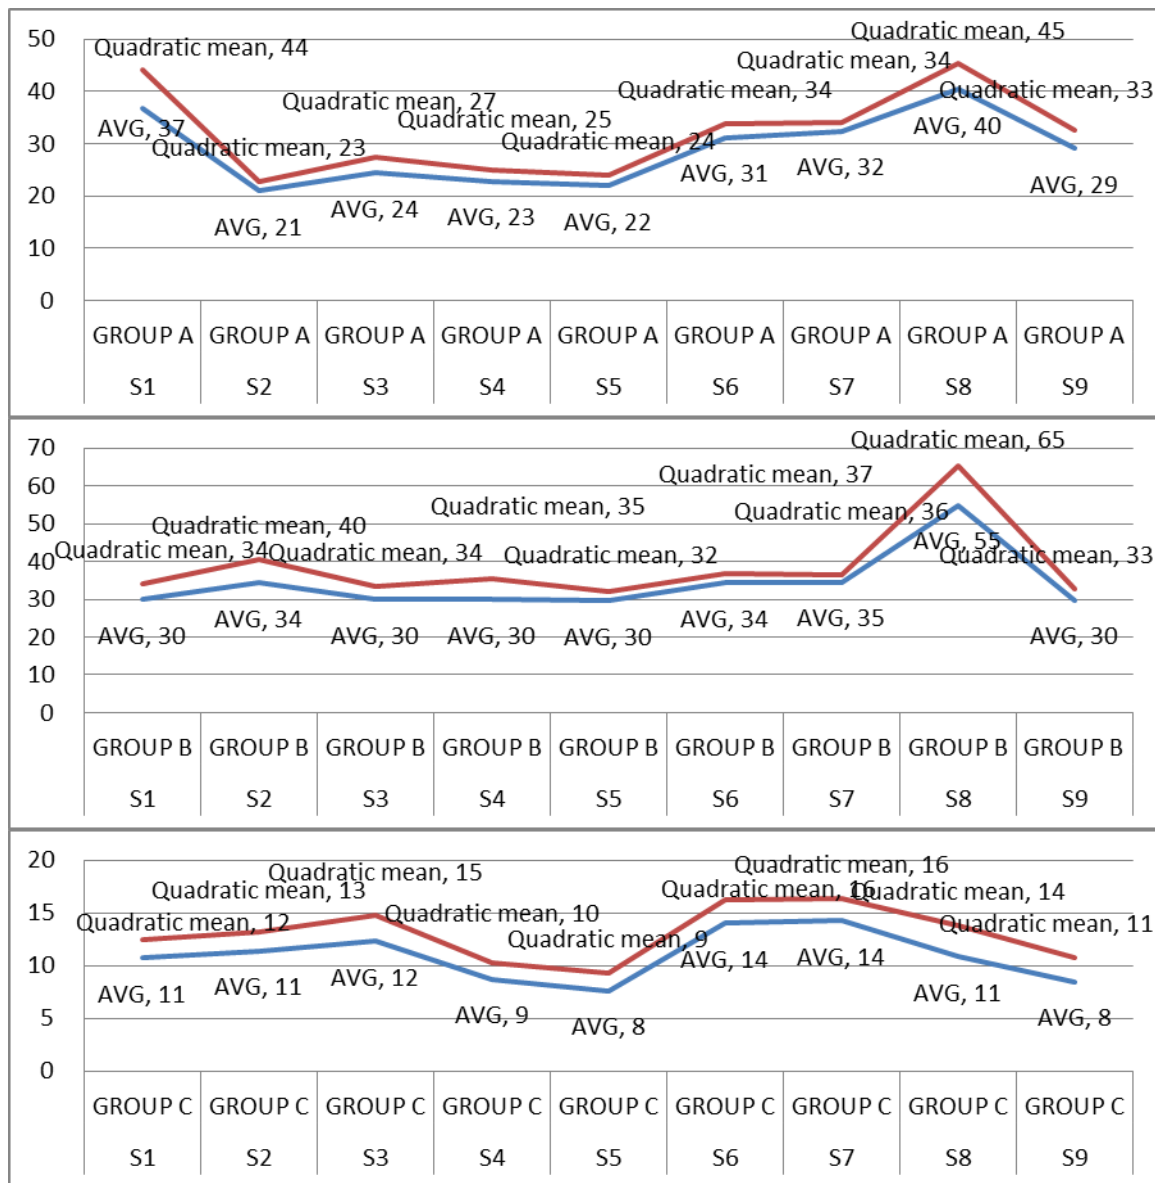 50
40
30
20
10
0
Quadratic mean, 44
Quadratic mean, 23
Quadratic mean, 27
Quadratic mean, 25
Quadratic mean, 24
Quadratic mean, 34
Quadratic mean, 34
Quadratic mean, 45
Quadratic mean, 33
AVG, 37
AVG, 21
AVG, 24
AVG, 23
AVG, 22
AVG, 31
AVG, 32
AVG, 40
AVG, 29
GROUP A GROUP A GROUP A GROUP A GROUP A GROUP A GROUP A GROUP A GROUP A
S1 S2 S3 S4 S5 S6 S7 S8 S9
70
60
50
40
30
20
10
0
Quadratic mean, 34
Quadratic mean, 40
Quadratic mean, 34
Quadratic mean, 35
Quadratic mean, 32
Quadratic mean, 37
Quadratic mean, 36
Quadratic mean, 65
Quadratic mean, 33
AVG, 30
AVG, 34
AVG, 30
AVG, 30
AVG, 30
AVG, 34
AVG, 35
AVG, 55
AVG, 30
GROUP B GROUP B GROUP B GROUP B GROUP B GROUP B GROUP B GROUP B GROUP B
S1 S2 S3 S4 S5 S6 S7 S8 S9
20
15
10
5
0
Quadratic mean, 12
Quadratic mean, 13
Quadratic mean, 15
Quadratic mean, 10
Quadratic mean, 9
Quadratic mean, 16
Quadratic mean, 16
Quadratic mean, 14
Quadratic mean, 11
AVG, 11
AVG, 11
AVG, 12
AVG, 9
AVG, 8
AVG, 14
AVG, 14
AVG, 11
AVG, 8
GROUP C GROUP C GROUP C GROUP C GROUP C GROUP C GROUP C GROUP C GROUP C
S1 S2 S3 S4 S5 S6 S7 S8 S9